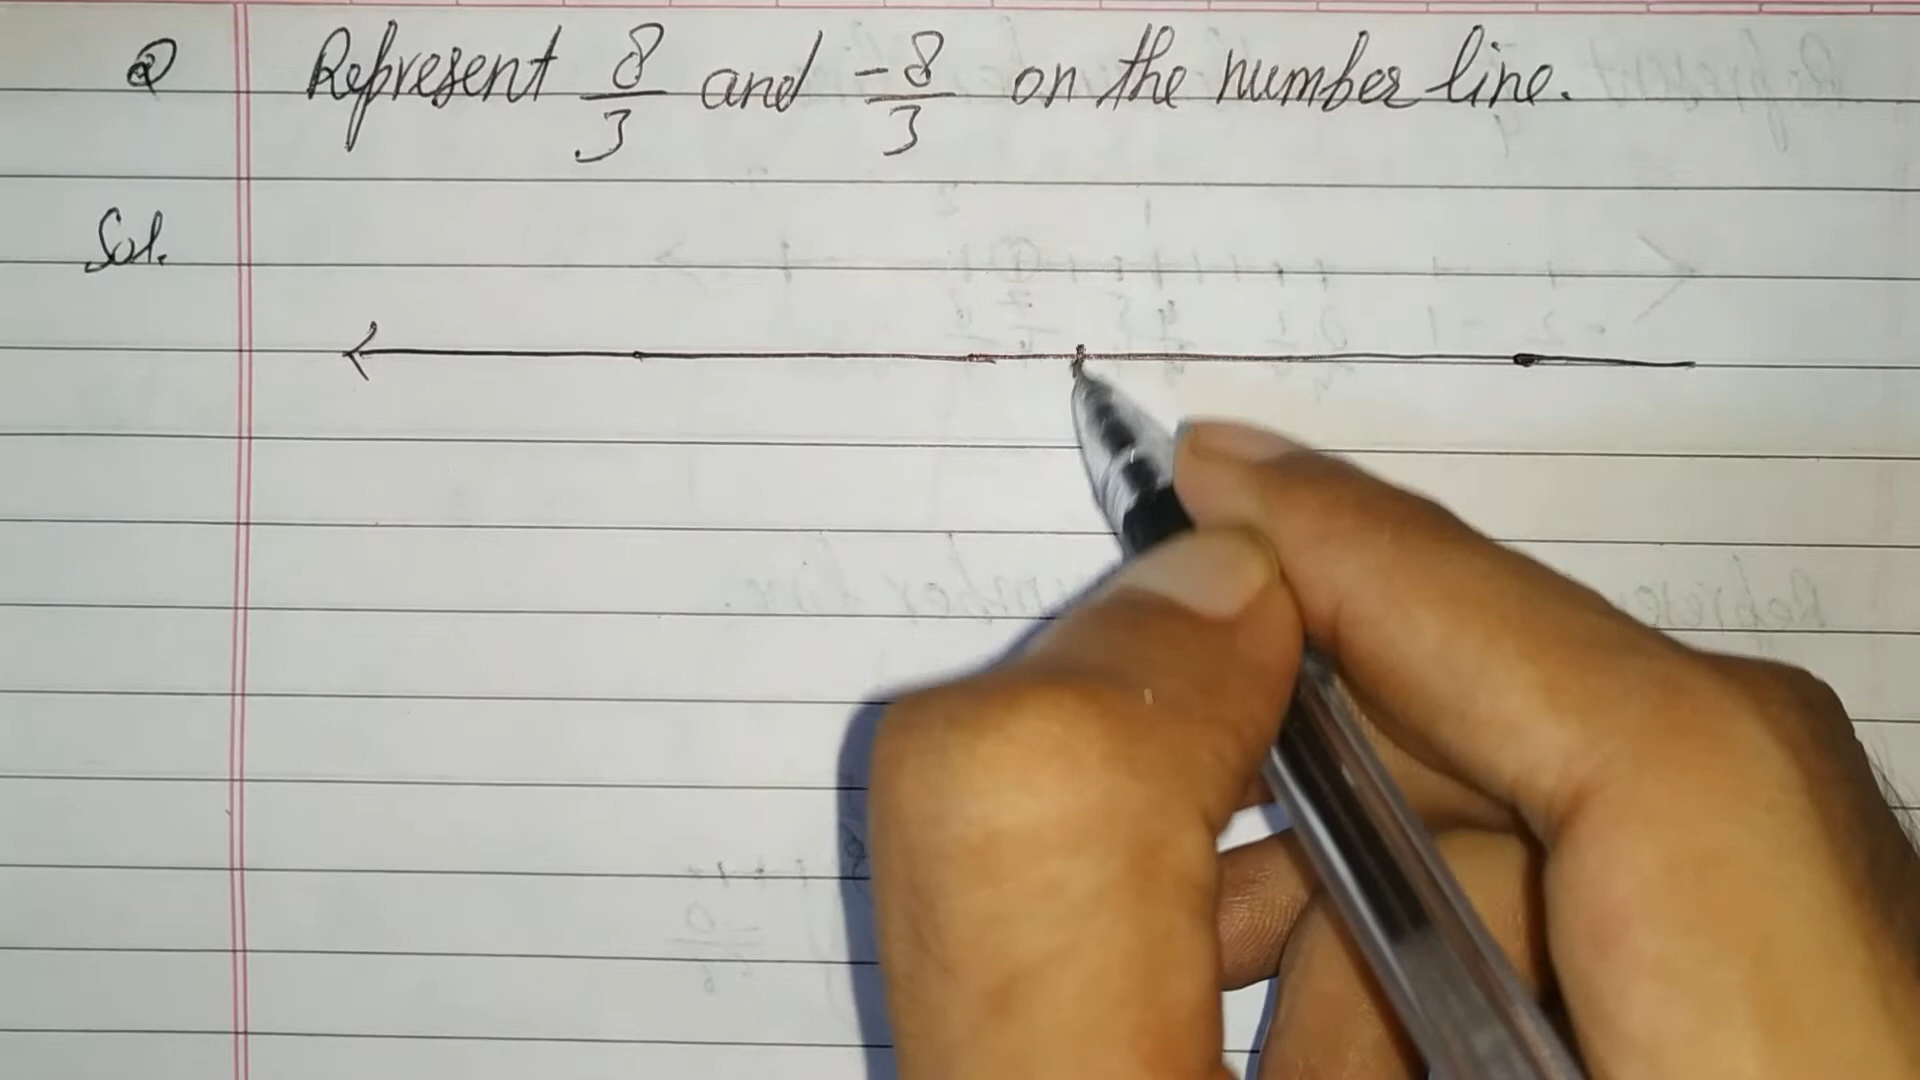 Q Represent 8/3 and -8/3 on the number line.
Sol.